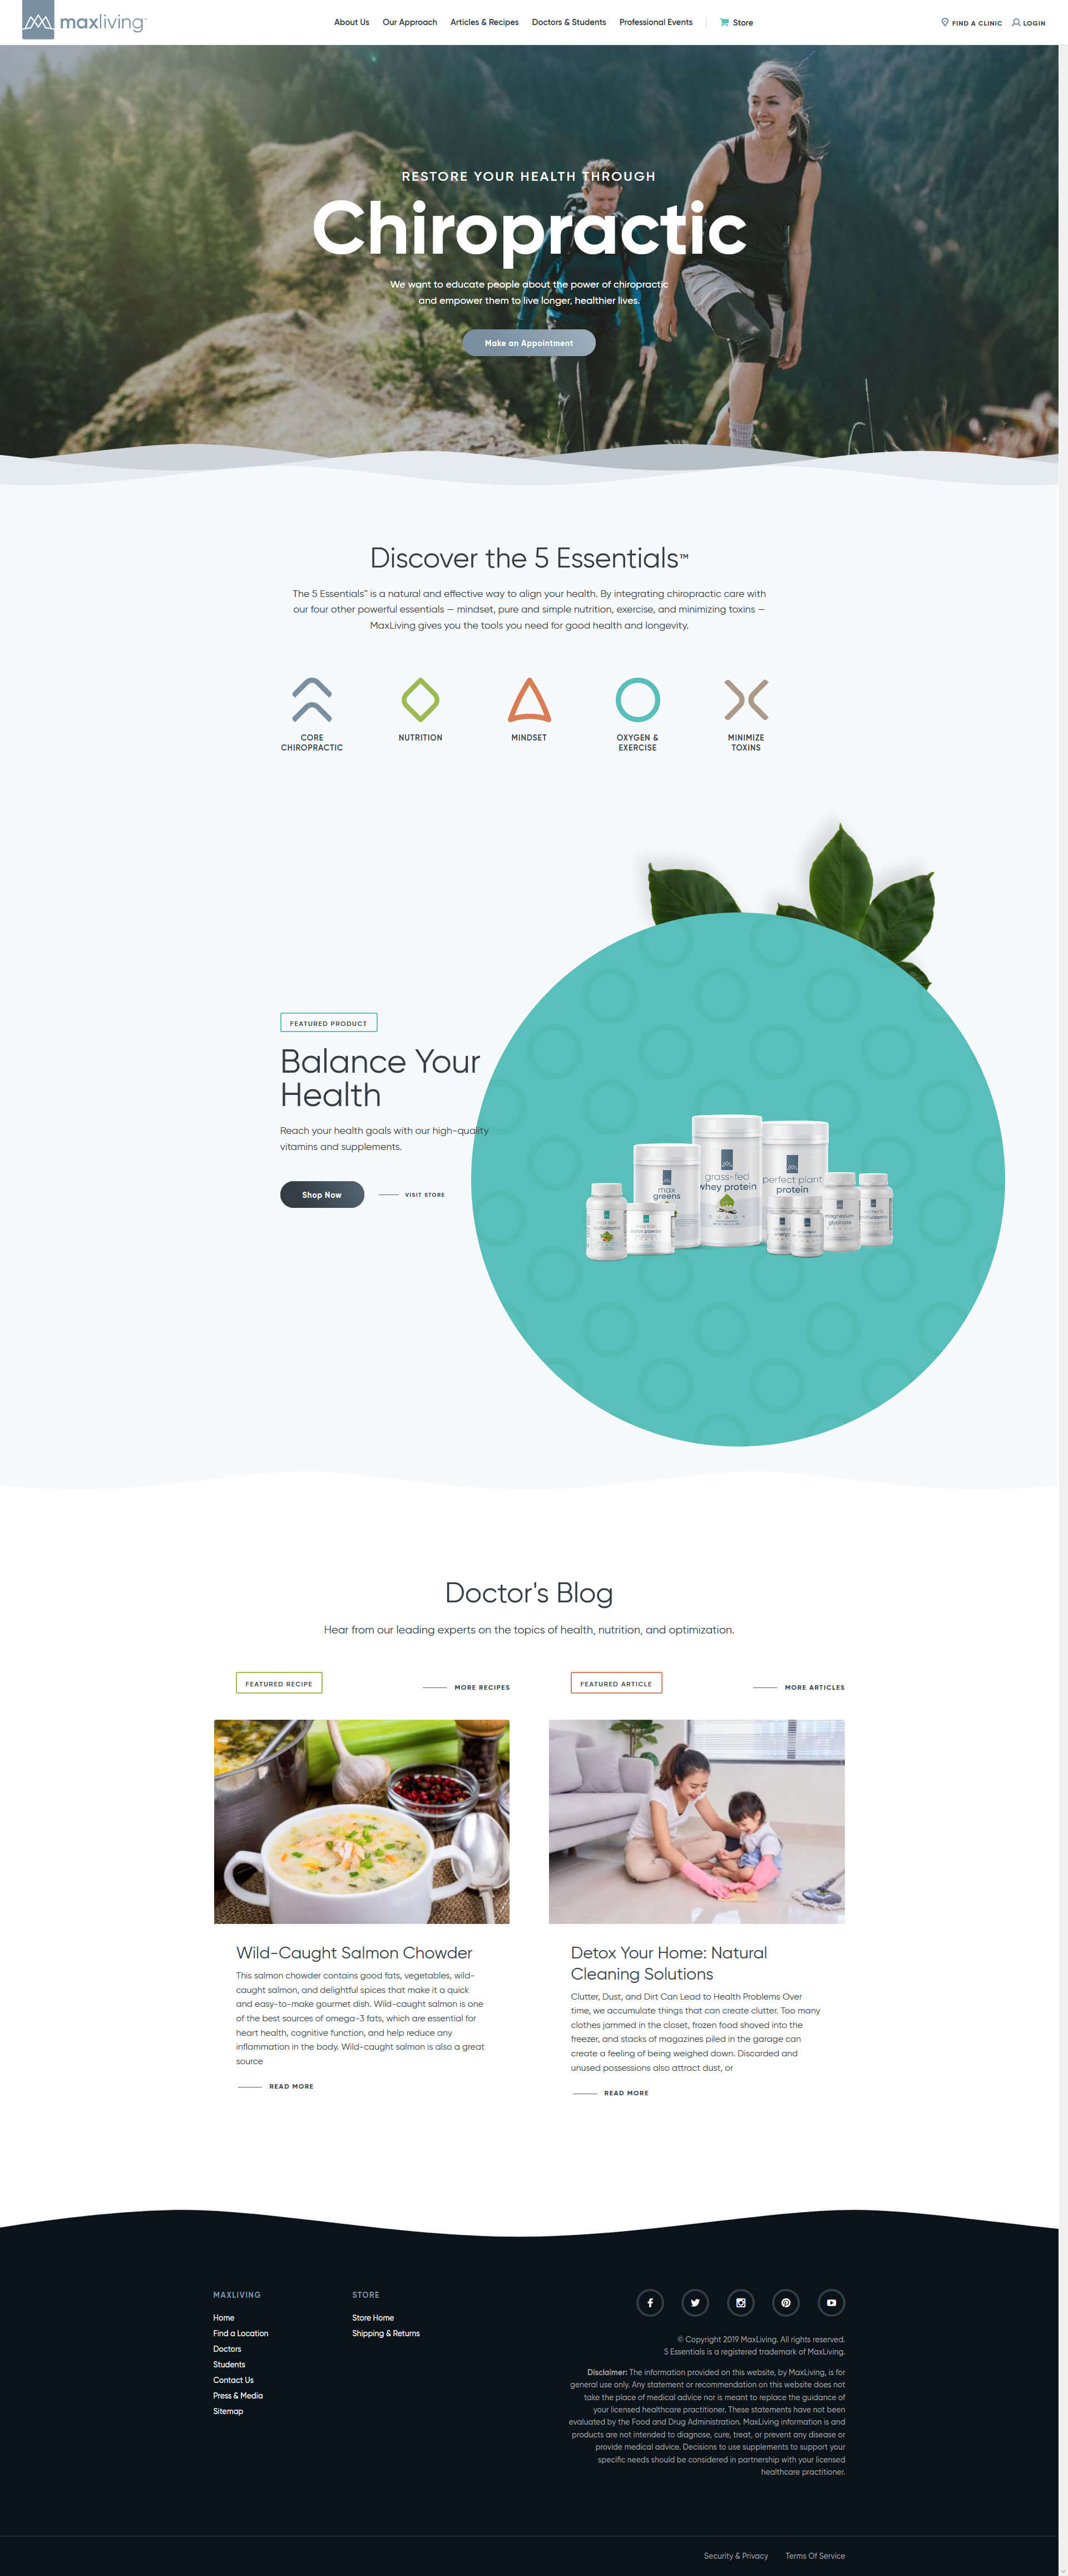 maxliving
About Us
Our Approach
Articles & Recipes
Doctors & Students
Professional Events
Store
FIND A CLINIC
LOGIN
RESTORE YOUR HEALTH THROUGH
Chiropractic
We want to educate people about the power of chiropractic
and empower them to live longer, healthier lives.
Make an Appointment
Discover the 5 Essentials™
The 5 Essentials™ is a natural and effective way to align your health. By integrating chiropractic care with
our four other powerful essentials — mindset, pure and simple nutrition, exercise, and minimizing toxins —
MaxLiving gives you the tools you need for good health and longevity.
CORE
CHIROPRACTIC
NUTRITION
MINDSET
OXYGEN &
EXERCISE
MINIMIZE
TOXINS
FEATURED PRODUCT
Balance Your
Health
Reach your health goals with our high-quality
vitamins and supplements.
Shop Now
VISIT STORE
max
greens
grass-fed
whey protein
perfect plant
protein
magnesium
glycinate
Doctor's Blog
Hear from our leading experts on the topics of health, nutrition, and optimization.
FEATURED RECIPE
MORE RECIPES
Wild-Caught Salmon Chowder
This salmon chowder contains good fats, vegetables, wild-
caught salmon, and delightful spices that make it a quick
and easy-to-make gourmet dish. Wild-caught salmon is one
of the best sources of omega-3 fats, which are essential for
heart health, cognitive function, and help reduce any
inflammation in the body. Wild-caught salmon is also a great
source
READ MORE
FEATURED ARTICLE
MORE ARTICLES
Detox Your Home: Natural
Cleaning Solutions
Clutter, Dust, and Dirt Can Lead to Health Problems Over
time, we accumulate things that can create clutter. Too many
clothes jammed in the closet, frozen food shoved into the
freezer, and stacks of magazines piled in the garage can
create a feeling of being weighed down. Discarded and
unused possessions also attract dust, or
READ MORE
MAXLIVING
Home
Find a Location
Doctors
Students
Contact Us
Press & Media
Sitemap
STORE
Store Home
Shipping & Returns
© Copyright 2019 MaxLiving. All rights reserved.
5 Essentials is a registered trademark of MaxLiving.
Disclaimer: The information provided on this website, by MaxLiving, is for
general use only. Any statement or recommendation on this website does not
take the place of medical advice nor is meant to replace the guidance of
your licensed healthcare practitioner. These statements have not been
evaluated by the Food and Drug Administration. MaxLiving information is and
products are not intended to diagnose, cure, treat, or prevent any disease or
provide medical advice. Decisions to use supplements to support your
specific needs should be considered in partnership with your licensed
healthcare practitioner.
Security & Privacy
Terms Of Service